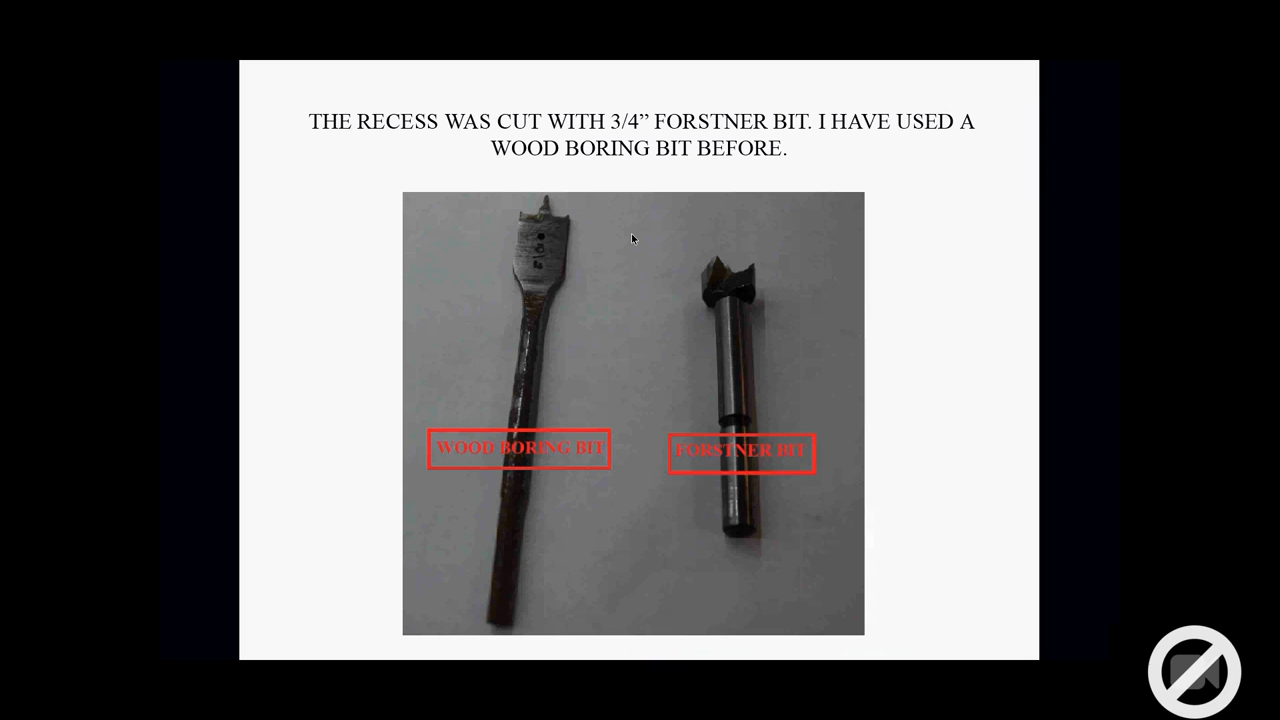 THE RECESS WAS CUT WITH 3/4” FORSTNER BIT. I HAVE USED A
WOOD BORING BIT BEFORE.
WOOD BORING BIT
FORSTNER BIT